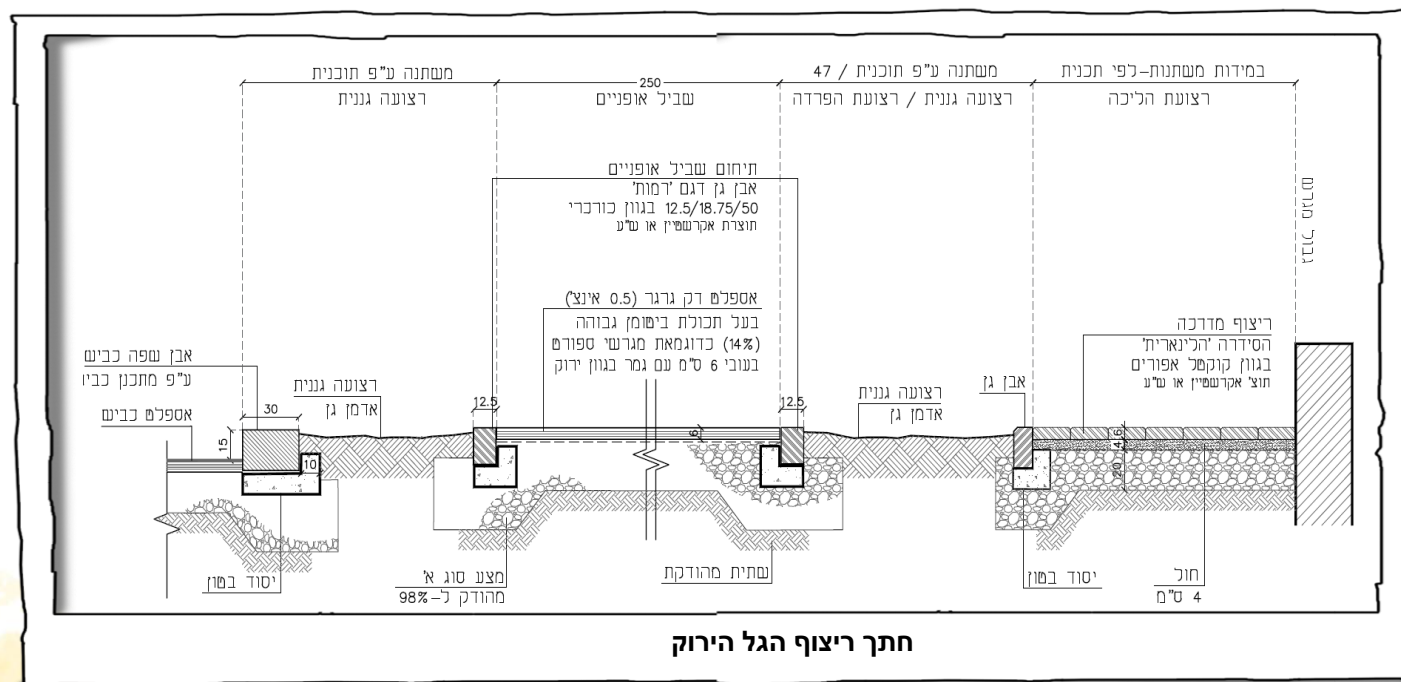 במידות משתנות-לפי תכנית
רצועת הליכה
משתנה ע"פ תוכנית / 47
רצועה גננית / רצועת הפרדה
250
שביל אופניים
משתנה ע"פ תוכנית
רצועה גננית
גבול מגרש
תיחום שביל אופניים
אבן גן דגם 'רמות'
12.5/18.75/50 בגוון כורכרי
תוצרת אקרשטיין או ש"ע
אספלט דק גרגר (0.5 אינצ')
בעל תכולת ביטומן גבוהה
(14%) כדוגמאת מגרשי ספורט
בעובי 6 ס"מ עם גמר בגוון ירוק
ריצוף מדרכה
הסידרה 'הלינארית'
בגוון קוקטל אפורים
תוצ' אקרשטיין או ש"ע
אבן גן
רצועה גננית
אדמן גן
רצועה גננית
אדמן גן
אבן שפה כביש
ע"פ מתכנן כביש
אספלט כביש
30
15
10
12.5
12.5
6
6
4
20
חול
4 ס"מ
יסוד בטון
שתית מהודקת
מצע סוג א'
מהודק ל-98%
יסוד בטון
חתך ריצוף הגל הירוק